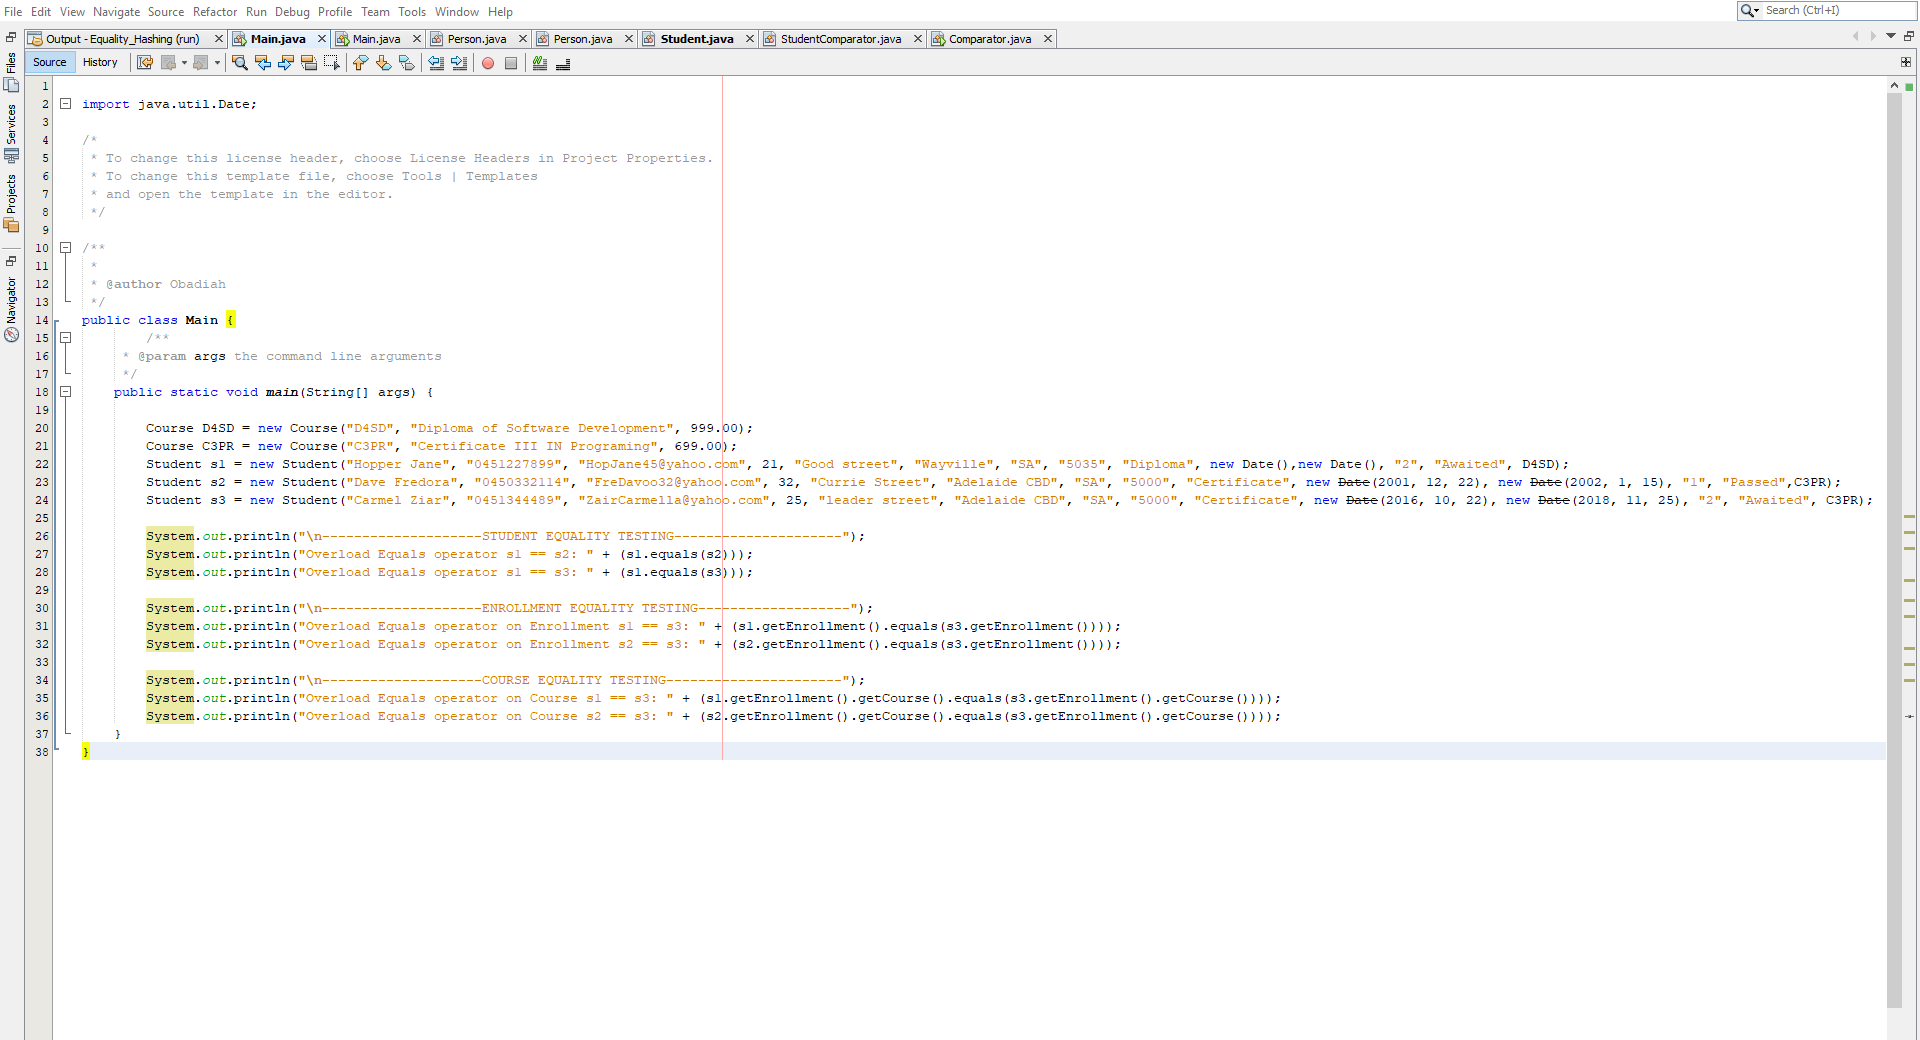 File Edit View Navigate Source Refactor Run Debug Profile Team Tools Window Help
Search (Ctrl+I)
Output - Equality_Hashing (run) Main.java Main.java Person.java Person.java Student.java StudentComparator.java Comparator.java
Source History
Files
Services
Projects
Navigator
1
2 import java.util.Date;
3
4 /*
5 * To change this license header, choose License Headers in Project Properties.
6 * To change this template file, choose Tools | Templates
7 * and open the template in the editor.
8 */
9
10 /**
11 *
12 * @author Obadiah
13 */
14 public class Main {
15 /**
16 * @param args the command line arguments
17 */
18 public static void main(String[] args) {
19
20 Course D4SD = new Course("D4SD", "Diploma of Software Development", 999.00);
21 Course C3PR = new Course("C3PR", "Certificate III IN Programing", 699.00);
22 Student s1 = new Student("Hopper Jane", "0451227899", "HopJane45@yahoo.com", 21, "Good street", "Wayville", "SA", "5035", "Diploma", new Date(),new Date(), "2", "Awaited", D4SD);
23 Student s2 = new Student("Dave Fredora", "0450332114", "FreDavoo32@yahoo.com", 32, "Currie Street", "Adelaide CBD", "SA", "5000", "Certificate", new Date(2001, 12, 22), new Date(2002, 1, 15), "1", "Passed",C3PR);
24 Student s3 = new Student("Carmel Ziar", "0451344489", "ZairCarmella@yahoo.com", 25, "leader street", "Adelaide CBD", "SA", "5000", "Certificate", new Date(2016, 10, 22), new Date(2018, 11, 25), "2", "Awaited", C3PR);
25
26 System.out.println("\n--------------------STUDENT EQUALITY TESTING---------------------");
27 System.out.println("Overload Equals operator s1 == s2: " + (s1.equals(s2)));
28 System.out.println("Overload Equals operator s1 == s3: " + (s1.equals(s3)));
29
30 System.out.println("\n--------------------ENROLLMENT EQUALITY TESTING-------------------");
31 System.out.println("Overload Equals operator on Enrollment s1 == s3: " + (s1.getEnrollment().equals(s3.getEnrollment())));
32 System.out.println("Overload Equals operator on Enrollment s2 == s3: " + (s2.getEnrollment().equals(s3.getEnrollment())));
33
34 System.out.println("\n--------------------COURSE EQUALITY TESTING----------------------");
35 System.out.println("Overload Equals operator on Course s1 == s3: " + (s1.getEnrollment().getCourse().equals(s3.getEnrollment().getCourse())));
36 System.out.println("Overload Equals operator on Course s2 == s3: " + (s2.getEnrollment().getCourse().equals(s3.getEnrollment().getCourse())));
37 }
38 }